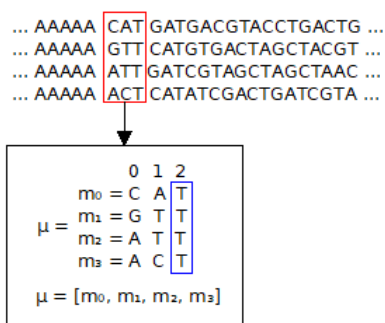 ... AAAAA CAT GATGACGTACCTGACTG ...
... AAAAA GTT CATGTGACTAGCTACGT ...
... AAAAA ATT GATCGTAGCTAGCTAAC ...
... AAAAA ACT CATATCGACTGATCGTA ...
0 1 2
m₀ = C A T
m₁ = G T T
μ =
m₂ = A T T
m₃ = A C T
μ = [m₀, m₁, m₂, m₃]